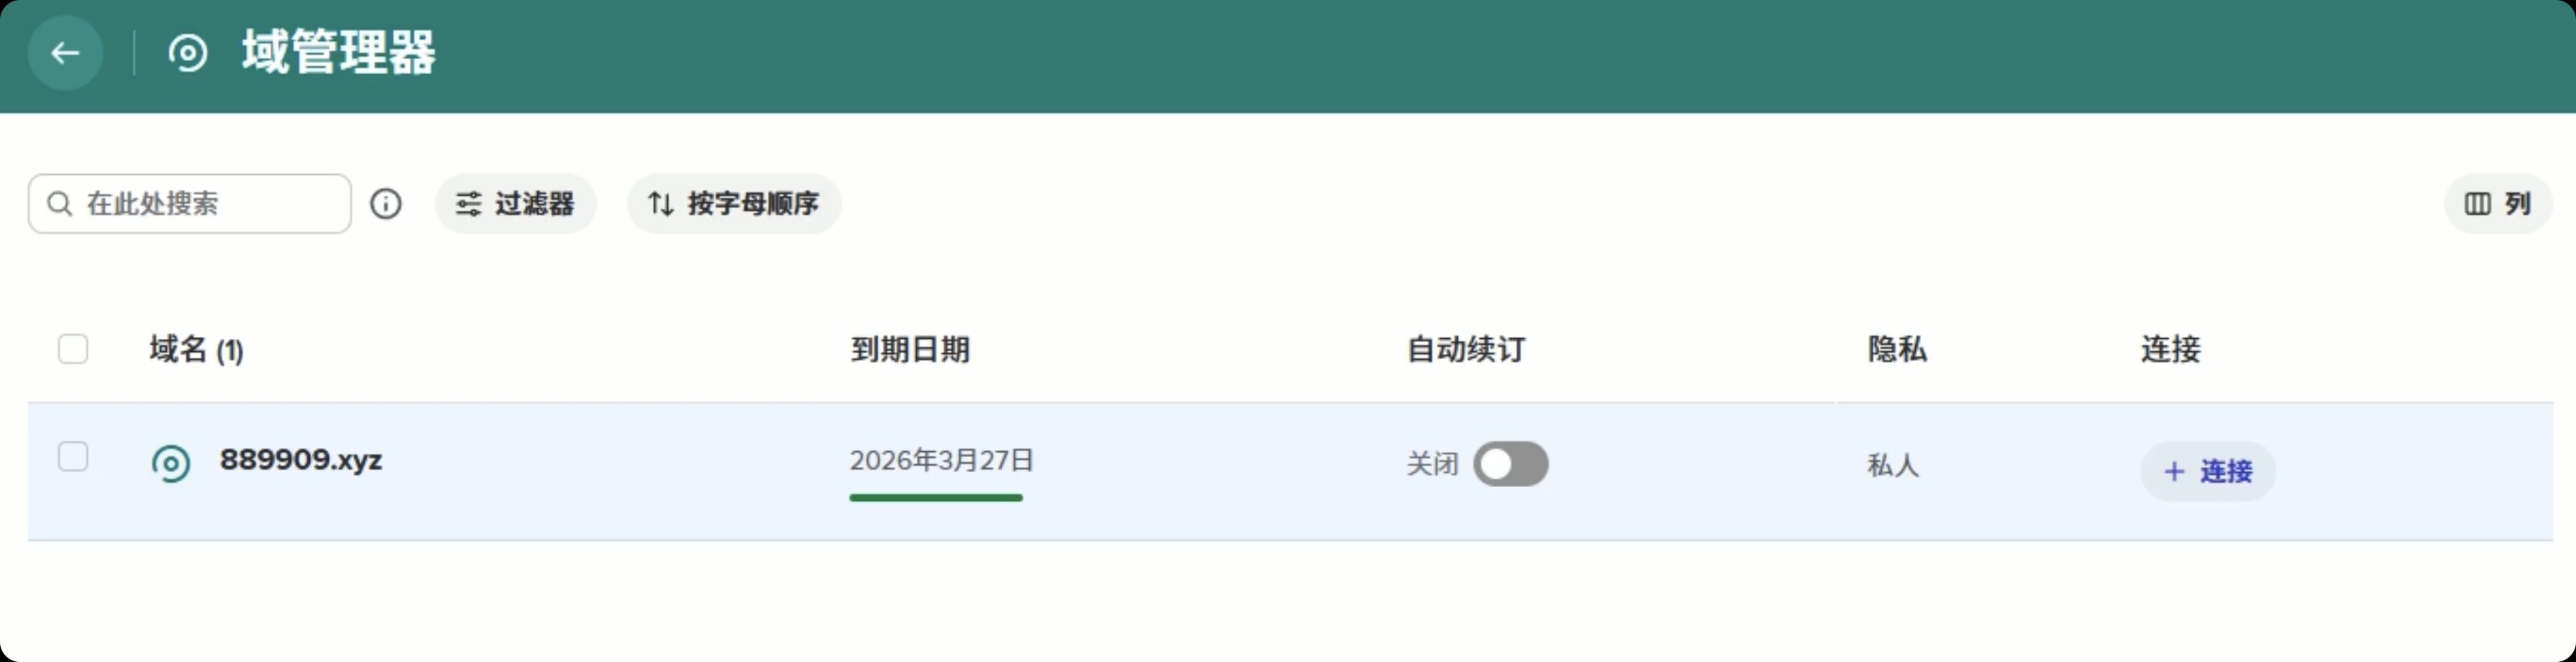 域管理器
在此处搜索 过滤器 按字母顺序 列
域名 (1) 到期日期 自动续订 隐私 连接
889909.xyz 2026年3月27日 关闭 私人 + 连接